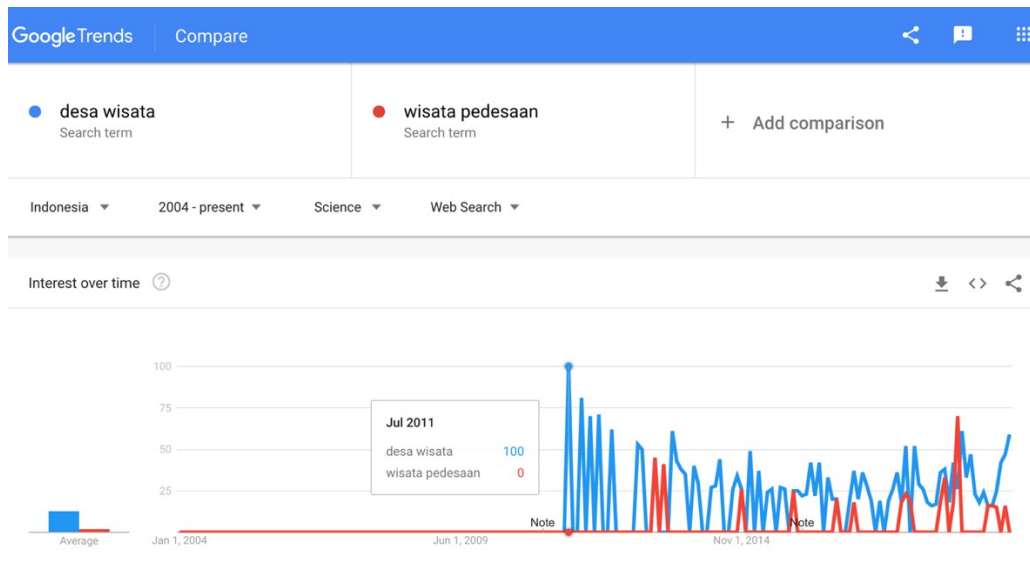 Google Trends Compare
desa wisata
Search term
wisata pedesaan
Search term
+ Add comparison
Indonesia
2004 - present
Science
Web Search
Interest over time
100
75
50
25
Jul 2011
desa wisata 100
wisata pedesaan 0
Note
Note
Average
Jan 1, 2004
Jun 1, 2009
Nov 1, 2014